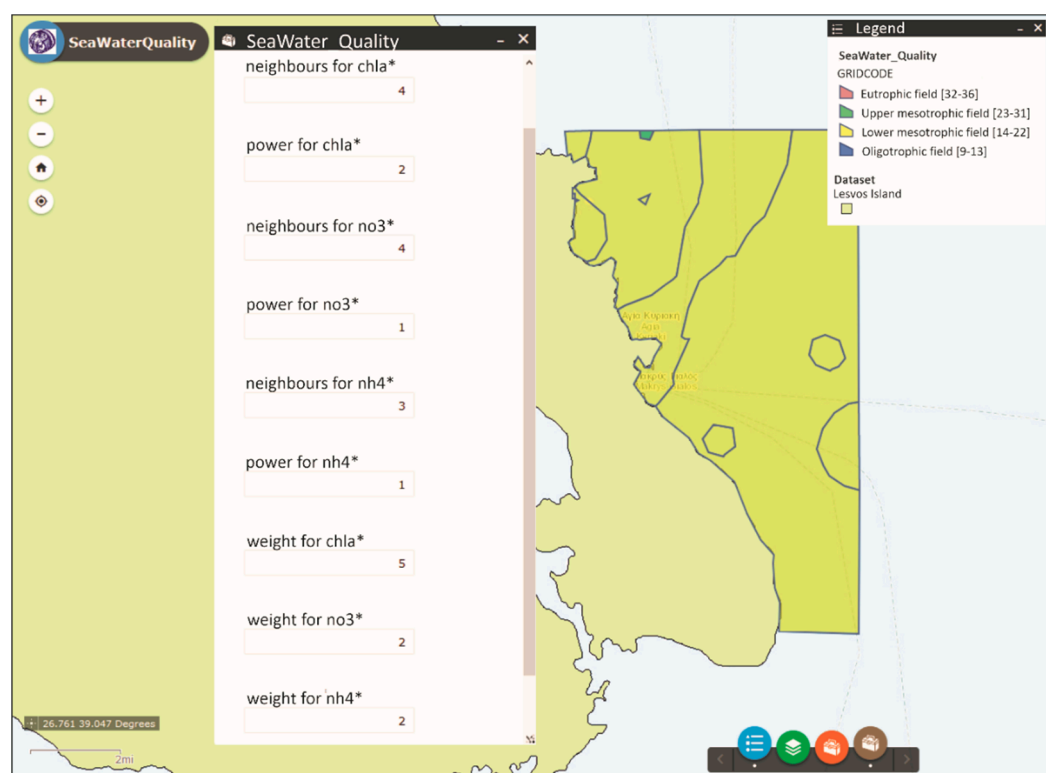 SeaWaterQuality
SeaWater_Quality
neighbours for chla*
4
power for chla*
2
neighbours for no3*
4
power for no3*
1
neighbours for nh4*
3
power for nh4*
1
weight for chla*
5
weight for no3*
2
weight for nh4*
2
Legend
SeaWater_Quality
GRIDCODE
Eutrophic field [32-36]
Upper mesotrophic field [23-31]
Lower mesotrophic field [14-22]
Oligotrophic field [9-13]
Dataset
Lesvos Island
Αγία Κυριακή
26.761 39.047 Degrees
2mi